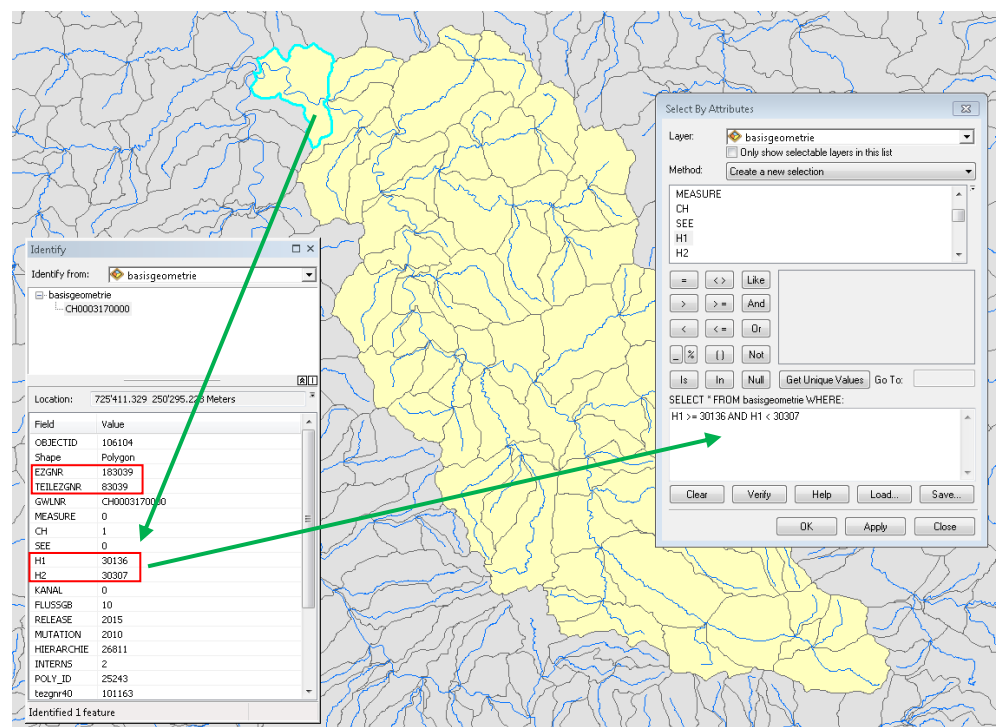 Select By Attributes
Layer: basisgeometrie
Only show selectable layers in this list
Method: Create a new selection
MEASURE
CH
SEE
H1
H2
= < > Like
> > = And
< < = Or
_ % ( ) Not
Is In Null Get Unique Values Go To:
SELECT * FROM basisgeometrie WHERE:
H1 >= 30136 AND H1 < 30307
Clear Verify Help Load... Save...
OK Apply Close
Identify
Identify from: basisgeometrie
basisgeometrie
CH0003170000
Location: 725'411.329 250'295.223 Meters
Field Value
OBJECTID 106104
Shape Polygon
EZGNR 183039
TEILEZGNR 83039
GWLNR CH0003170000
MEASURE 0
CH 1
SEE 0
H1 30136
H2 30307
KANAL 0
FLUSSGB 10
RELEASE 2015
MUTATION 2010
HIERARCHIE 26811
INTERNS 2
POLY_ID 25243
tezgnr40 101163
Identified 1 feature